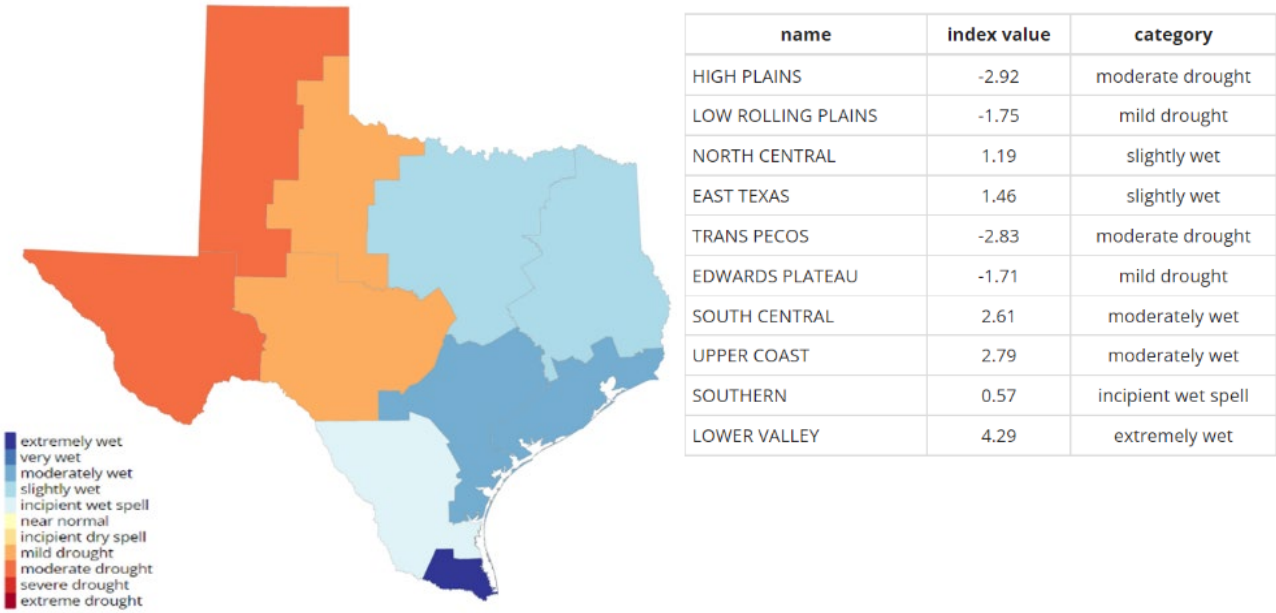 name index value category
HIGH PLAINS -2.92 moderate drought
LOW ROLLING PLAINS -1.75 mild drought
NORTH CENTRAL 1.19 slightly wet
EAST TEXAS 1.46 slightly wet
TRANS PECOS -2.83 moderate drought
EDWARDS PLATEAU -1.71 mild drought
SOUTH CENTRAL 2.61 moderately wet
UPPER COAST 2.79 moderately wet
SOUTHERN 0.57 incipient wet spell
LOWER VALLEY 4.29 extremely wet
extremely wet
very wet
moderately wet
slightly wet
incipient wet spell
near normal
incipient dry spell
mild drought
moderate drought
severe drought
extreme drought